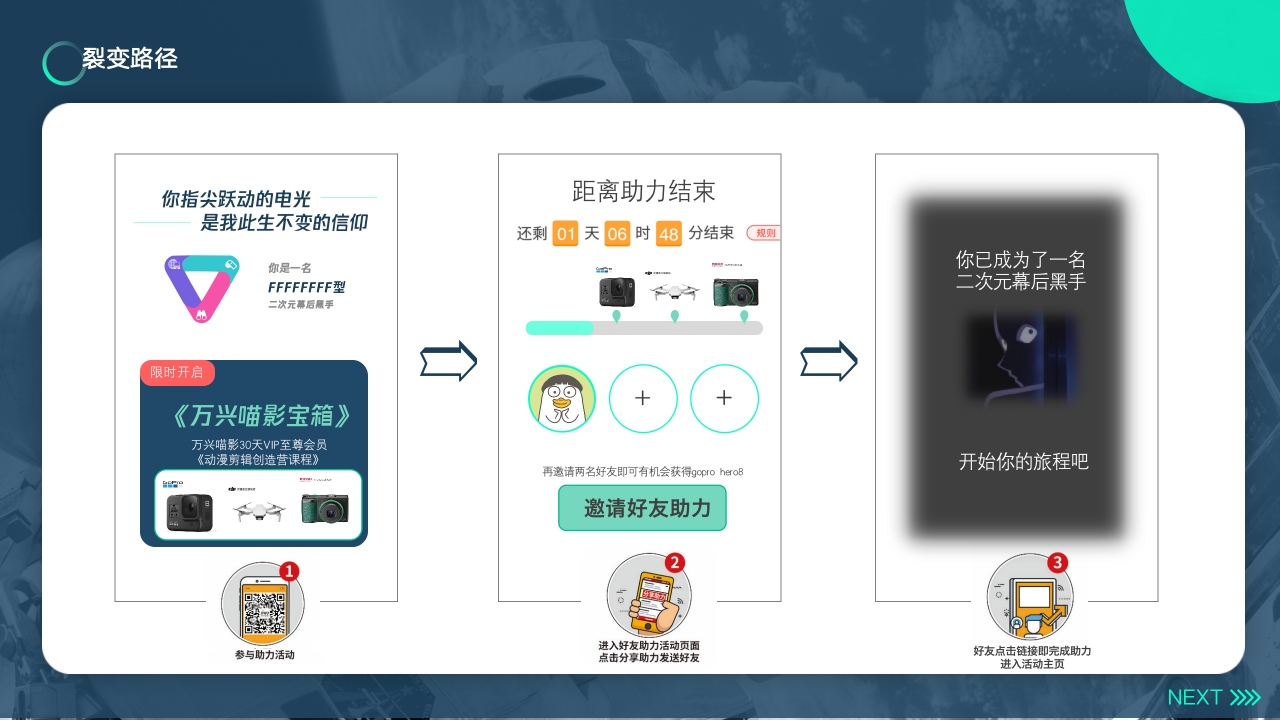 裂变路径
你指尖跃动的电光
是我此生不变的信仰
你是一名
FFFFFFFF型
二次元幕后黑手
限时开启
《万兴喵影宝箱》
万兴喵影30天VIP至尊会员
《动漫剪辑创造营课程》
GoPro
1
参与助力活动
距离助力结束
还剩 01 天 06 时 48 分结束
规则
GoPro
+ +
再邀请两名好友即可有机会获得gopro hero8
邀请好友助力
2
分享助力
进入好友助力活动页面
点击分享助力发送好友
你已成为了一名
二次元幕后黑手
开始你的旅程吧
3
好友点击链接即完成助力
进入活动主页
NEXT